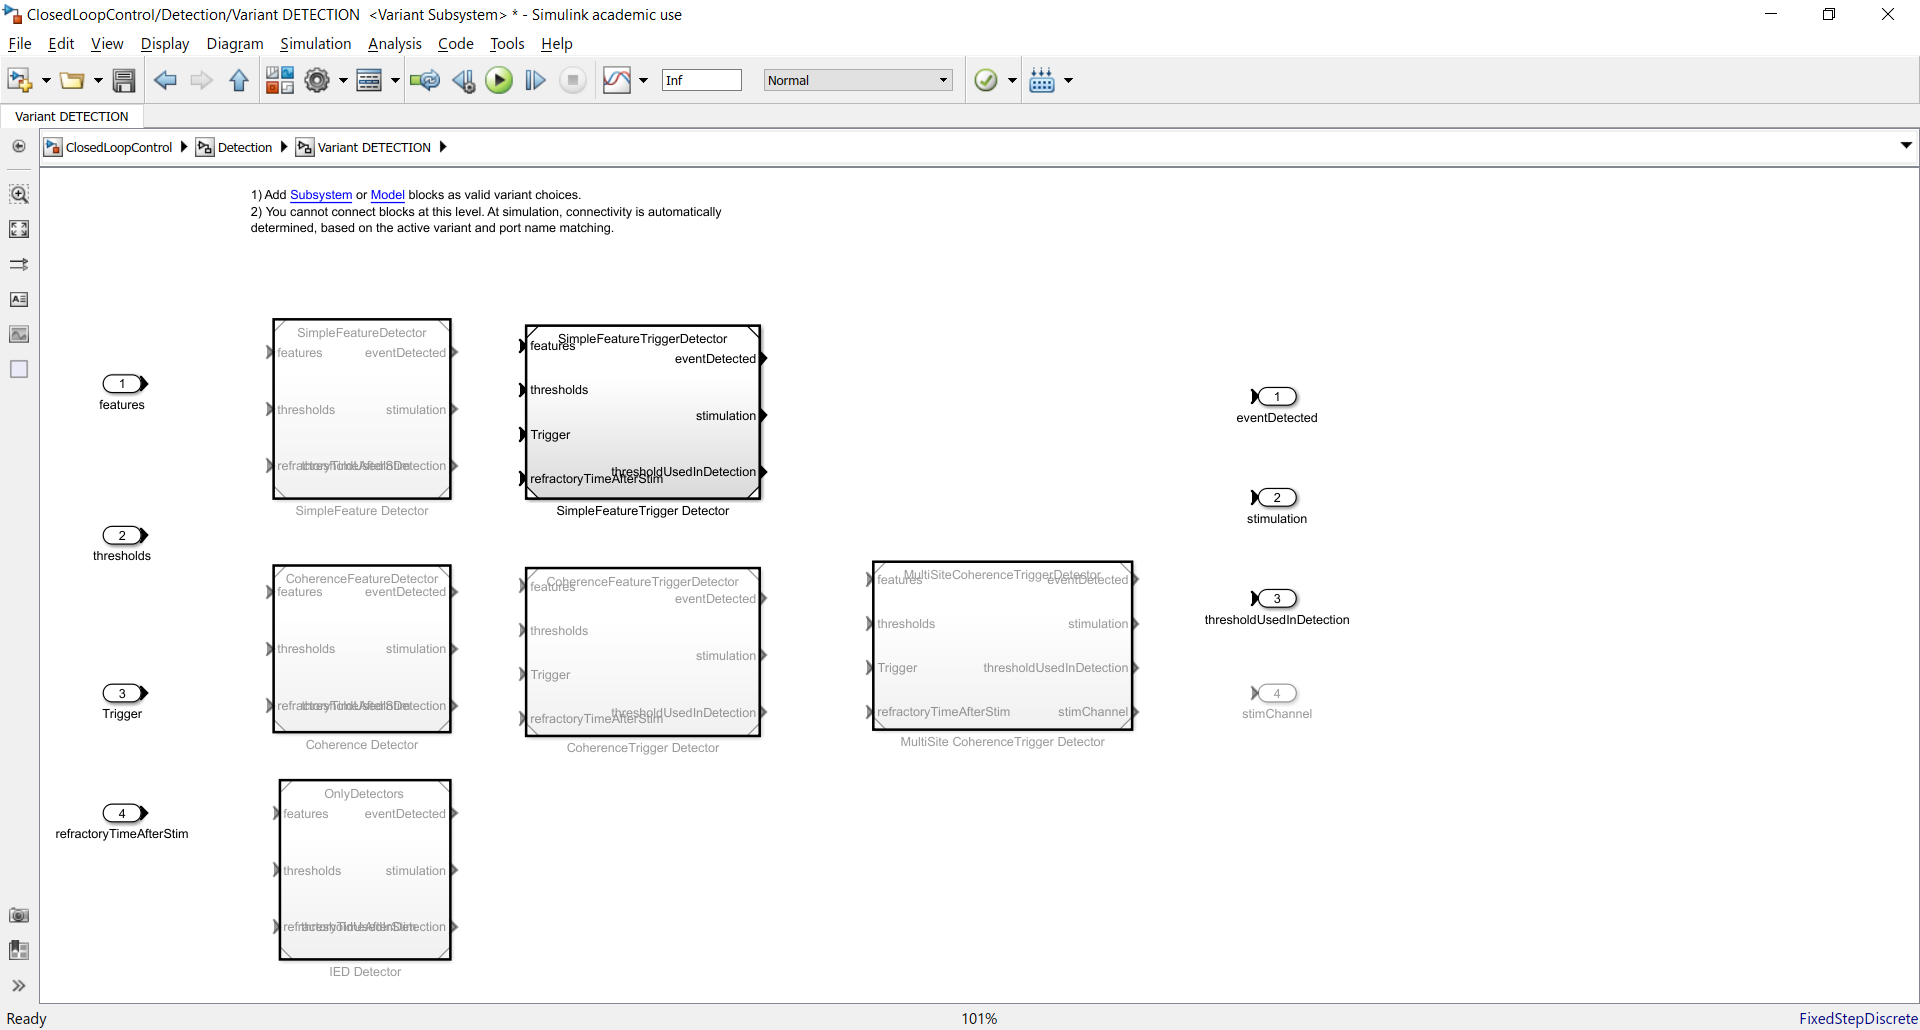 ClosedLoopControl/Detection/Variant DETECTION <Variant Subsystem> * - Simulink academic use
File Edit View Display Diagram Simulation Analysis Code Tools Help
Inf Normal
Variant DETECTION
ClosedLoopControl Detection Variant DETECTION
1) Add Subsystem or Model blocks as valid variant choices.
2) You cannot connect blocks at this level. At simulation, connectivity is automatically
determined, based on the active variant and port name matching.
1
features
2
thresholds
3
Trigger
4
refractoryTimeAfterStim
SimpleFeatureDetector
features eventDetected
thresholds stimulation
refractoryTimeAfterStim thresholdUsedInDetection
SimpleFeature Detector
SimpleFeatureTriggerDetector
features
eventDetected
thresholds
stimulation
Trigger
thresholdUsedInDetection
refractoryTimeAfterStim
SimpleFeatureTrigger Detector
CoherenceFeatureDetector
features eventDetected
thresholds stimulation
refractoryTimeAfterStim thresholdUsedInDetection
Coherence Detector
CoherenceFeatureTriggerDetector
features
eventDetected
thresholds
stimulation
Trigger
thresholdUsedInDetection
refractoryTimeAfterStim
CoherenceTrigger Detector
MultiSiteCoherenceTriggerDetector
features eventDetected
thresholds stimulation
Trigger thresholdUsedInDetection
refractoryTimeAfterStim stimChannel
MultiSite CoherenceTrigger Detector
OnlyDetectors
features eventDetected
thresholds stimulation
refractoryTimeAfterStim thresholdUsedInDetection
IED Detector
1
eventDetected
2
stimulation
3
thresholdUsedInDetection
4
stimChannel
Ready 101% FixedStepDiscrete